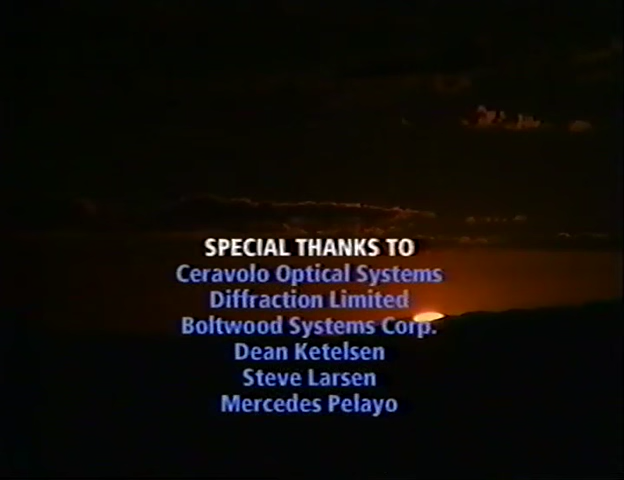 SPECIAL THANKS TO
Ceravolo Optical Systems
Diffraction Limited
Boltwood Systems Corp.
Dean Ketelsen
Steve Larsen
Mercedes Pelayo